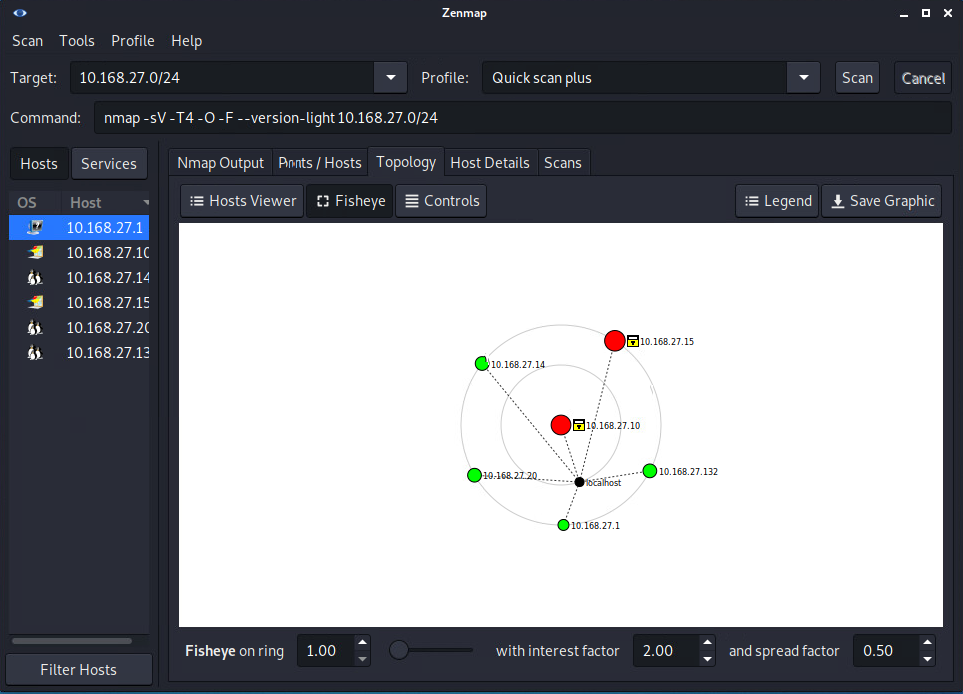 Zenmap
Scan Tools Profile Help
Target: 10.168.27.0/24 Profile: Quick scan plus Scan Cancel
Command: nmap -sV -T4 -O -F --version-light 10.168.27.0/24
Hosts Services Nmap Output / Hosts Topology Host Details Scans
OS Host Hosts Viewer Fisheye Controls Legend Save Graphic
10.168.27.1
10.168.27.10
10.168.27.14
10.168.27.15
10.168.27.20
10.168.27.13
10.168.27.15
10.168.27.14
10.168.27.10
10.168.27.132
10.168.27.20
localhost
10.168.27.1
Filter Hosts
Fisheye on ring 1.00 with interest factor 2.00 and spread factor 0.50